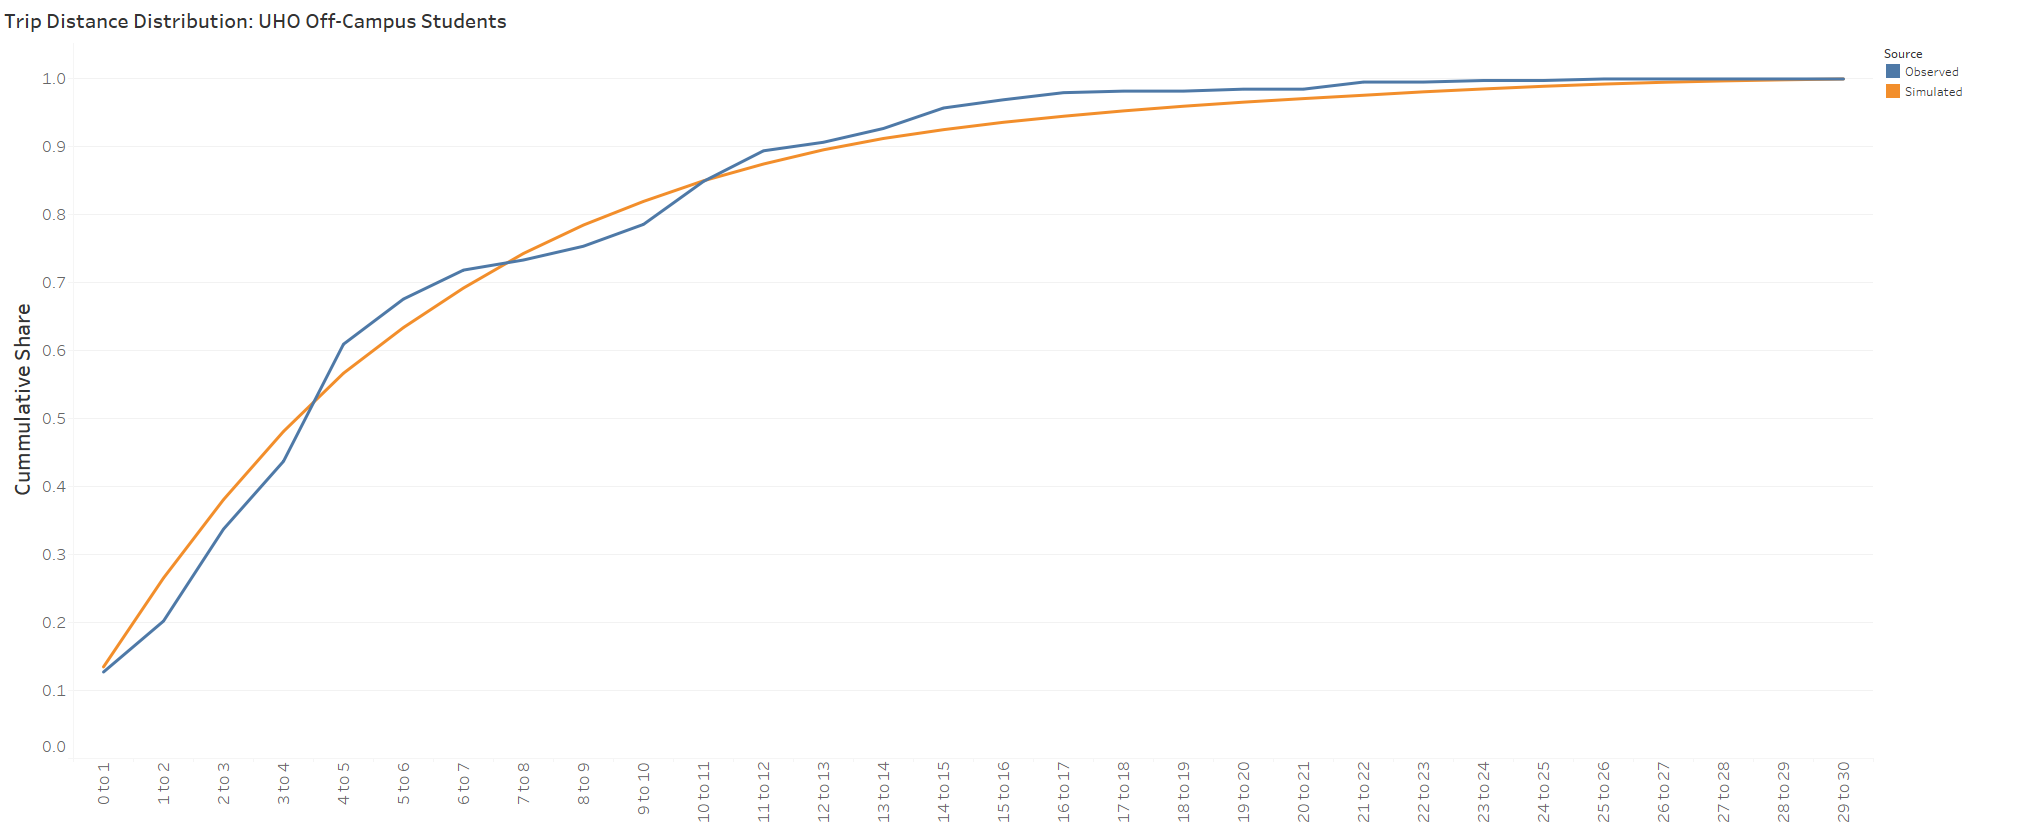 Trip Distance Distribution: UHO Off-Campus Students
Source
Observed
Simulated
Cummulative Share
1.0
0.9
0.8
0.7
0.6
0.5
0.4
0.3
0.2
0.1
0.0
0 to 1
1 to 2
2 to 3
3 to 4
4 to 5
5 to 6
6 to 7
7 to 8
8 to 9
9 to 10
10 to 11
11 to 12
12 to 13
13 to 14
14 to 15
15 to 16
16 to 17
17 to 18
18 to 19
19 to 20
20 to 21
21 to 22
22 to 23
23 to 24
24 to 25
25 to 26
26 to 27
27 to 28
28 to 29
29 to 30